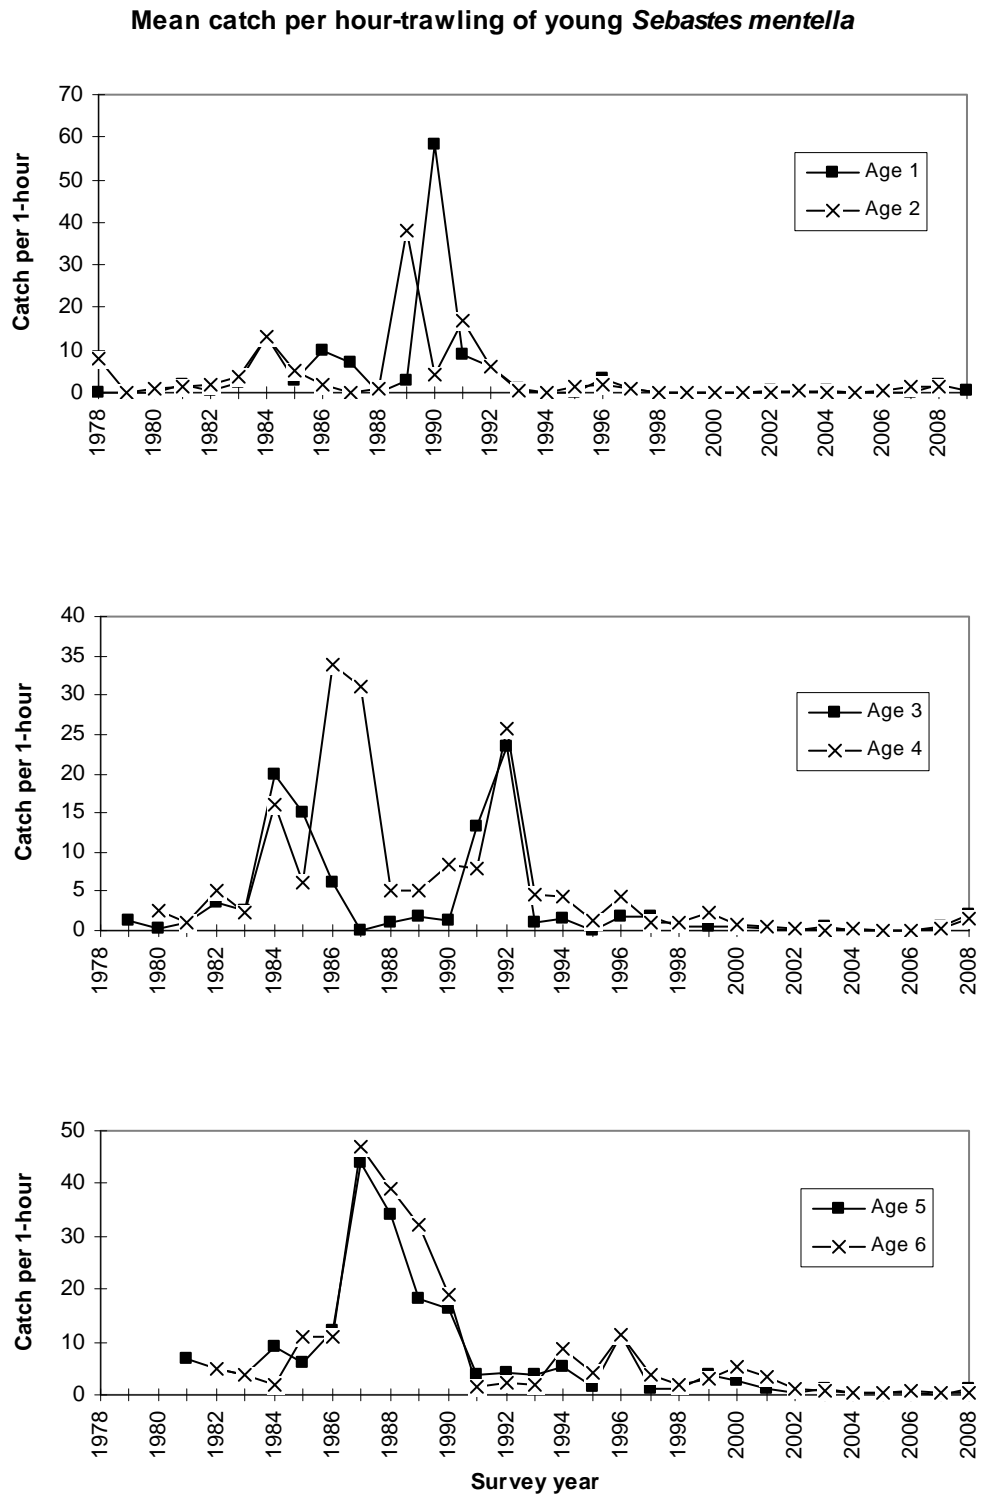 Mean catch per hour-trawling of young Sebastes mentella
70
60
50
40
30
20
10
0
Catch per 1-hour
Age 1
Age 2
1978 1980 1982 1984 1986 1988 1990 1992 1994 1996 1998 2000 2002 2004 2006 2008
40
35
30
25
20
15
10
5
0
Catch per 1-hour
Age 3
Age 4
1978 1980 1982 1984 1986 1988 1990 1992 1994 1996 1998 2000 2002 2004 2006 2008
50
40
30
20
10
0
Catch per 1-hour
Age 5
Age 6
1978 1980 1982 1984 1986 1988 1990 1992 1994 1996 1998 2000 2002 2004 2006 2008
Survey year